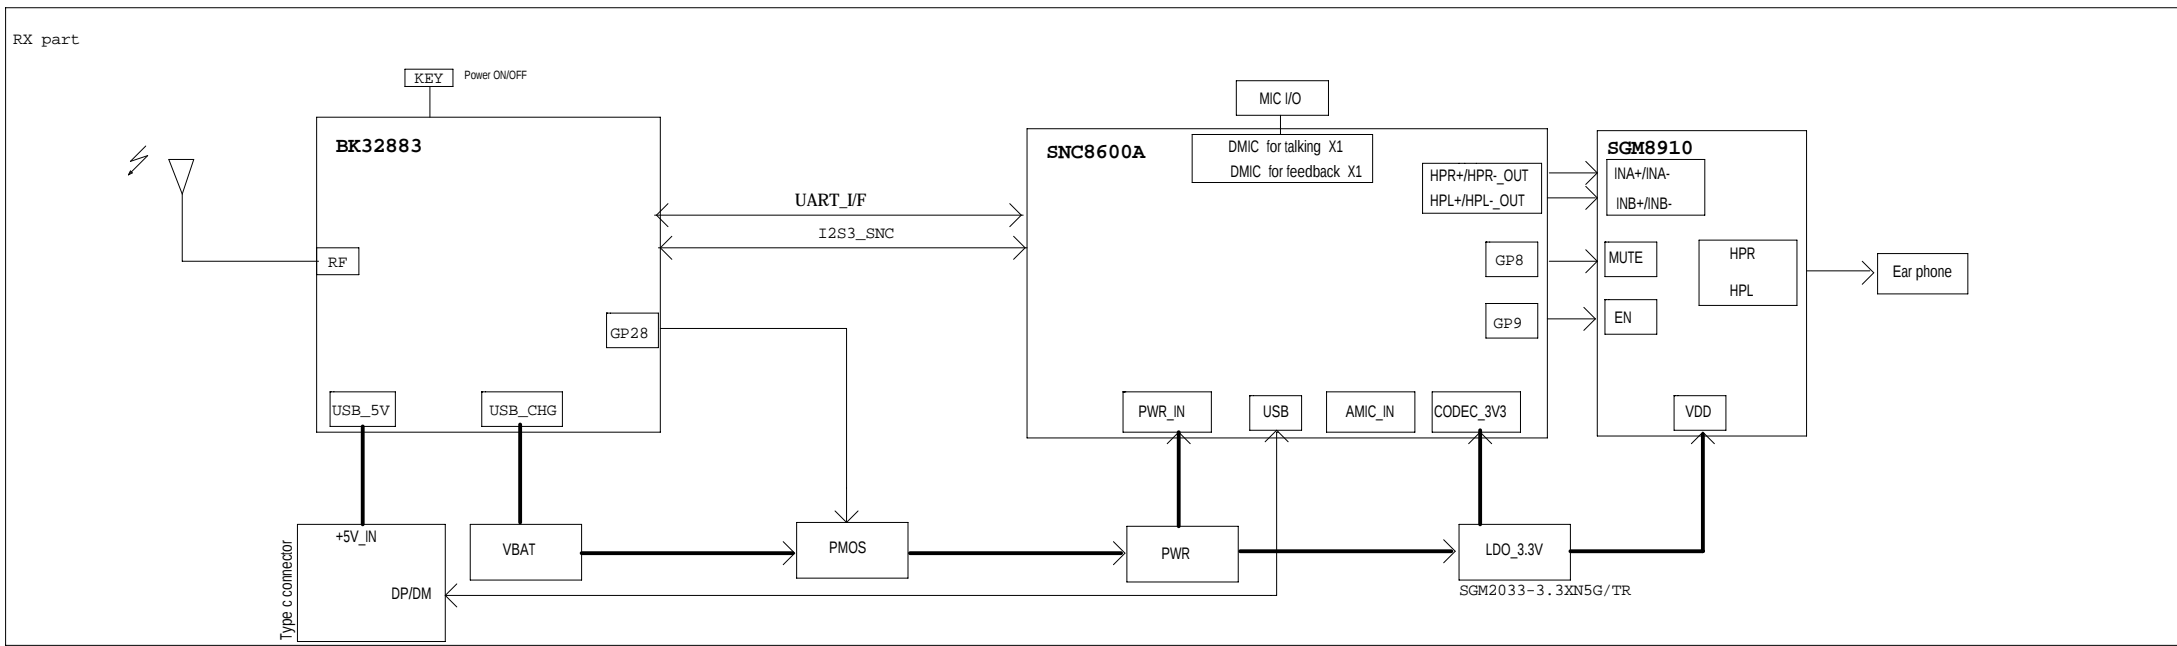 RX part
KEY
Power ON/OFF
BK32883
RF
GP28
USB_5V
USB_CHG
UART_I/F
I2S3_SNC
MIC I/O
SNC8600A
DMIC for talking X1
DMIC for feedback X1
HPR+/HPR-_OUT
HPL+/HPL-_OUT
GP8
GP9
PWR_IN
USB
AMIC_IN
CODEC_3V3
SGM8910
INA+/INA-
INB+/INB-
MUTE
EN
HPR
HPL
VDD
Ear phone
Type c connector
+5V_IN
DP/DM
VBAT
PMOS
PWR
LDO_3.3V
SGM2033-3.3XN5G/TR